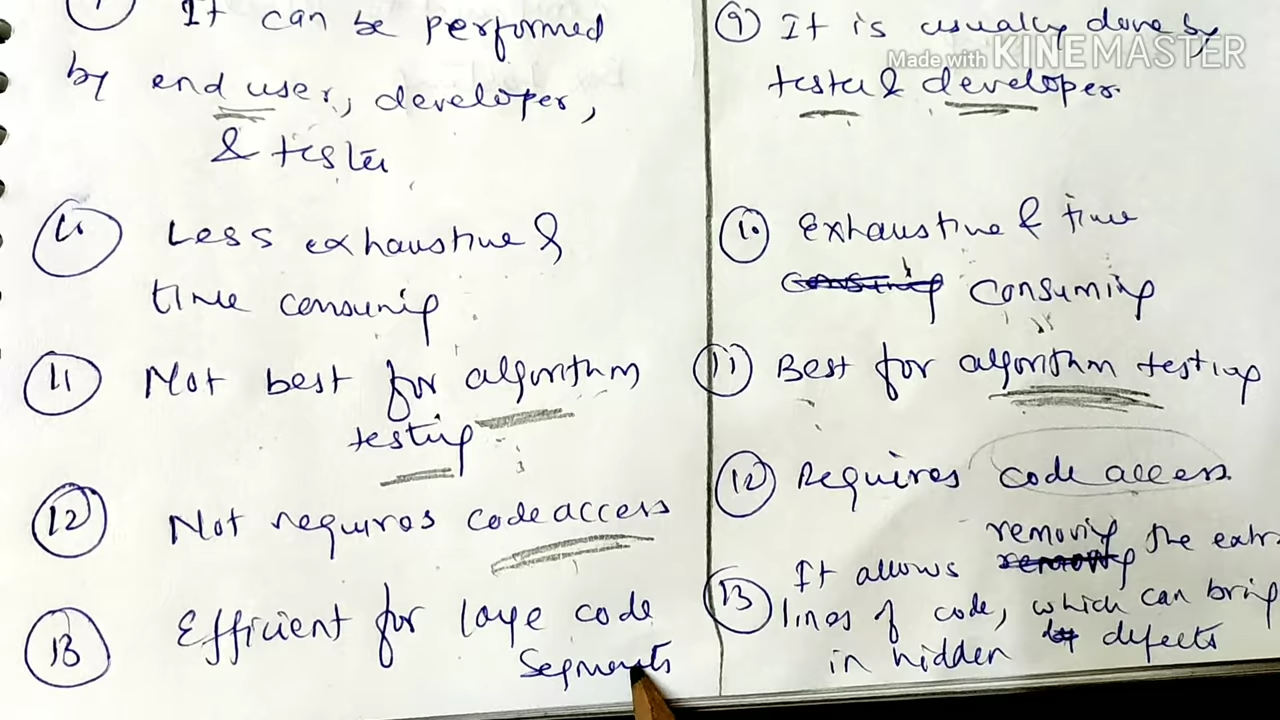 It can be performed
by end user, developer,
& tester
10 Less exhaustive &
time consuming
11 Not best for algorithm
testing
12 Not requires code access
13 Efficient for large code
segments
9 It is usually done by
tester & developer.
10. Exhaustive & time
consuming
11 Best for algorithm testing
12 Requires code access.
13 It allows removing the extra
lines of code, which can bring
in hidden defects
Made with KINEMASTER